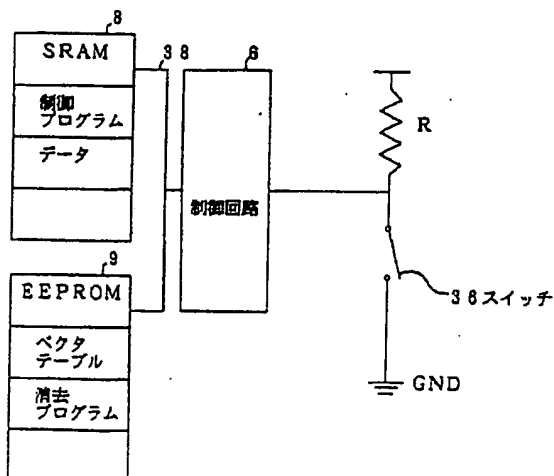 8
SRAM
制御
プログラム
データ
38
6
制御回路
R
36スイッチ
GND
9
EEPROM
ベクタ
テーブル
消去
プログラム